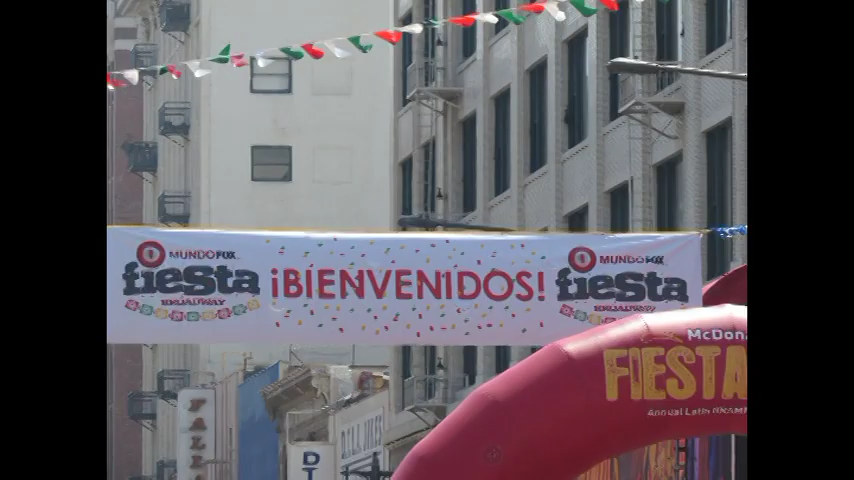 MUNDOFOX
fiesta
BROADWAY
¡BIENVENIDOS!
MUNDOFOX
fiesta
BROADWAY
McDon
FIESTA
Annual Latin